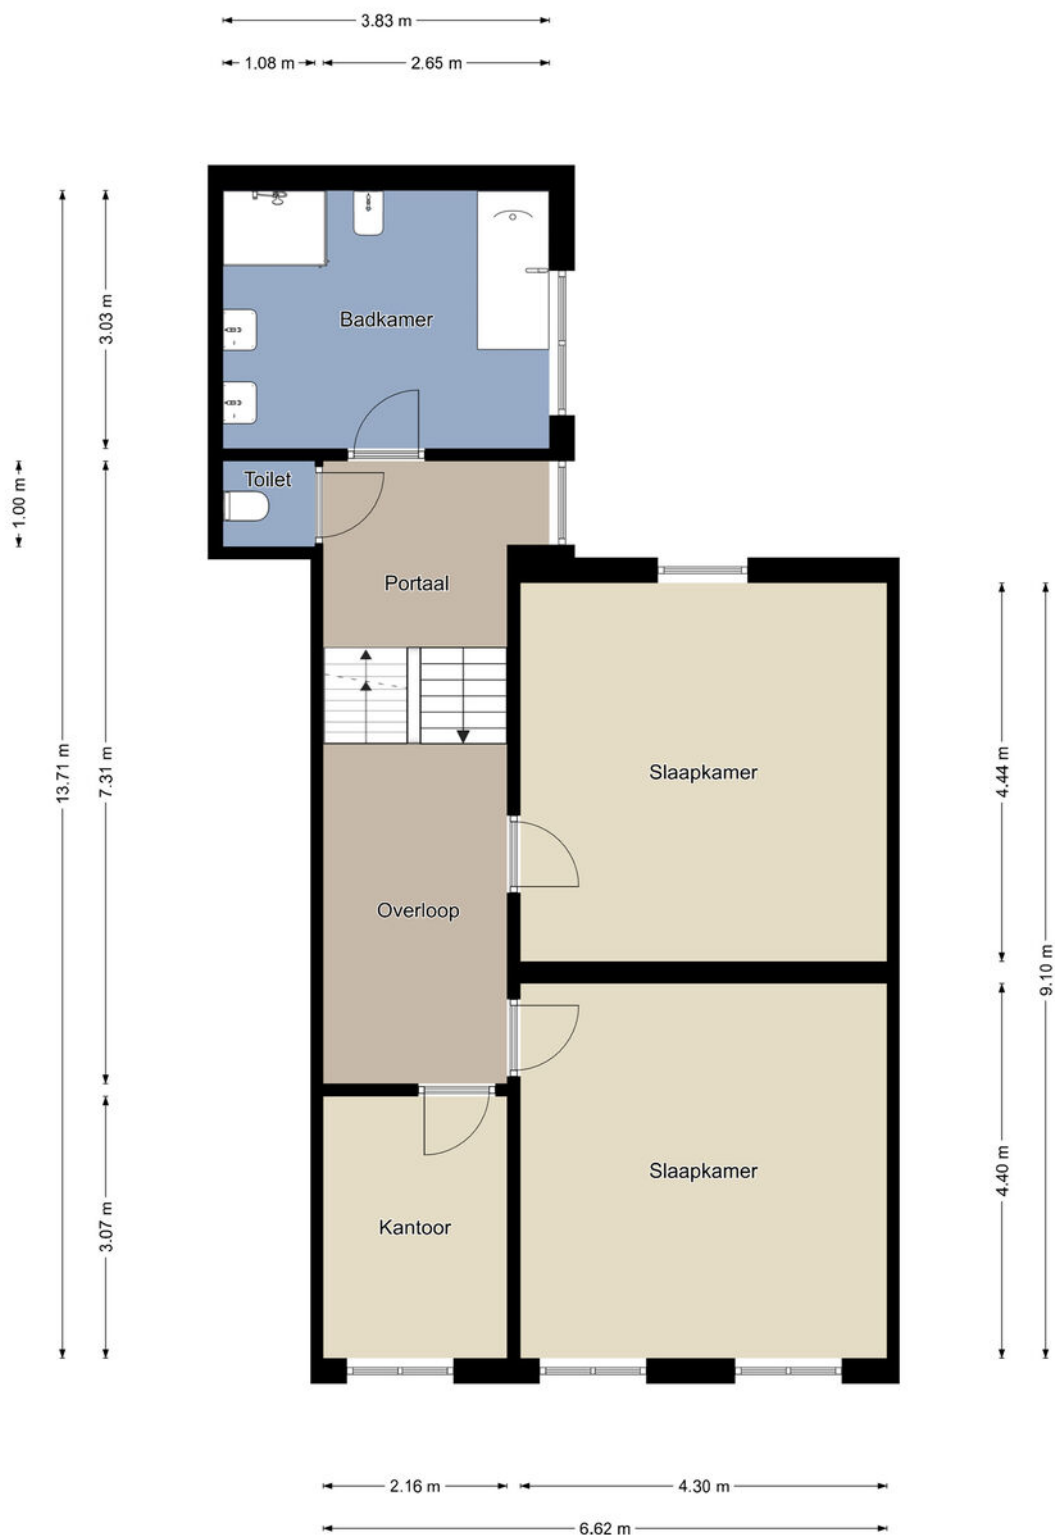 3.83 m
1.08 m
2.65 m
Badkamer
3.03 m
Toilet
1.00 m
Portaal
13.71 m
7.31 m
Slaapkamer
4.44 m
Overloop
9.10 m
Slaapkamer
4.40 m
Kantoor
3.07 m
2.16 m
4.30 m
6.62 m